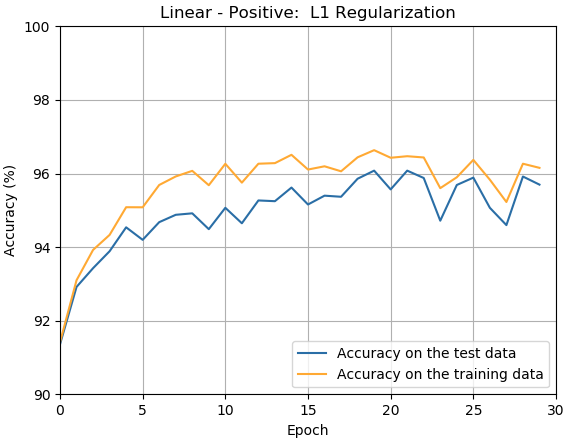 Linear - Positive:  L1 Regularization
100
98
96
94
92
90
Accuracy (%)
0
5
10
15
20
25
30
Epoch
Accuracy on the test data
Accuracy on the training data